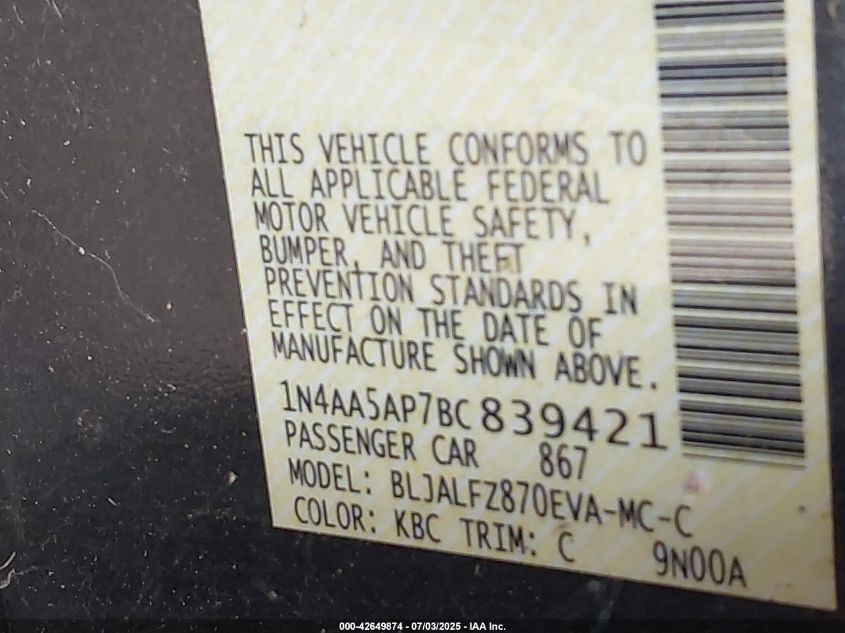 THIS VEHICLE CONFORMS TO
ALL APPLICABLE FEDERAL
MOTOR VEHICLE SAFETY,
BUMPER, AND THEFT
PREVENTION STANDARDS IN
EFFECT ON THE DATE OF
MANUFACTURE SHOWN ABOVE.
1N4AA5AP7BC839421
PASSENGER CAR 867
MODEL: BLJALFZ870EVA-MC-C
COLOR: KBC TRIM: C 9N00A
000-42649874 - 07/03/2025 - IAA Inc.